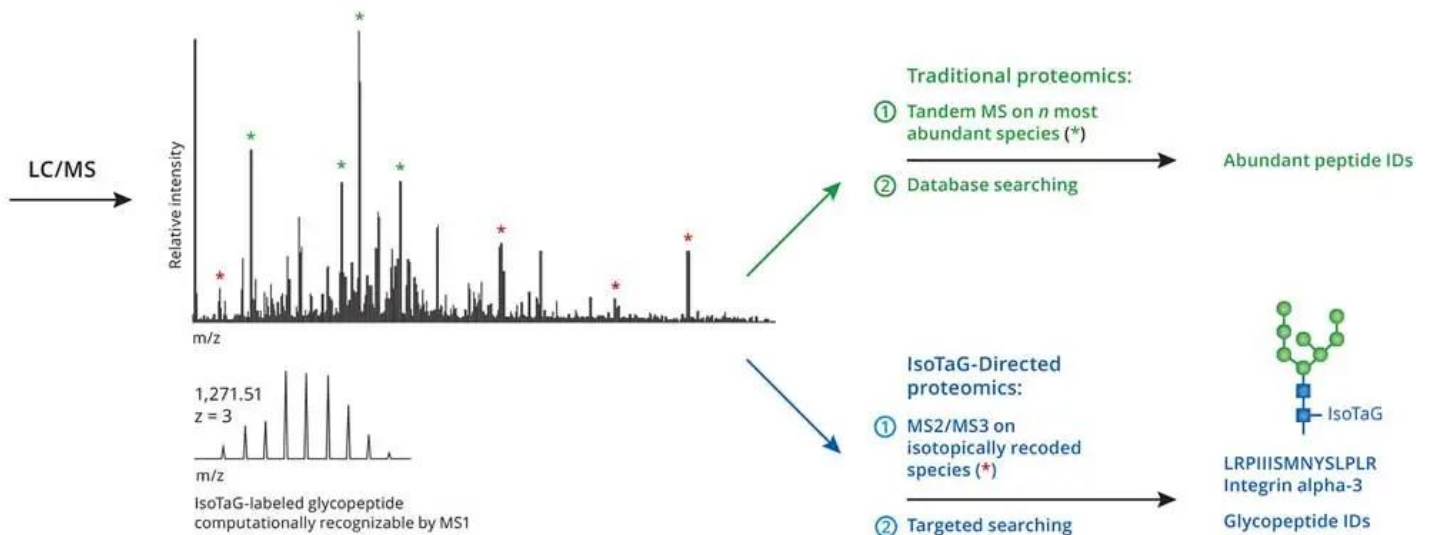 LC/MS
Relative intensity
m/z
1,271.51
z = 3
m/z
IsoTaG-labeled glycopeptide
computationally recognizable by MS1
Traditional proteomics:
1 Tandem MS on n most
abundant species (*)
2 Database searching
Abundant peptide IDs
IsoTaG-Directed
proteomics:
1 MS2/MS3 on
isotopically recoded
species (*)
2 Targeted searching
IsoTaG
LRPIIISMNYSLPLR
Integrin alpha-3
Glycopeptide IDs